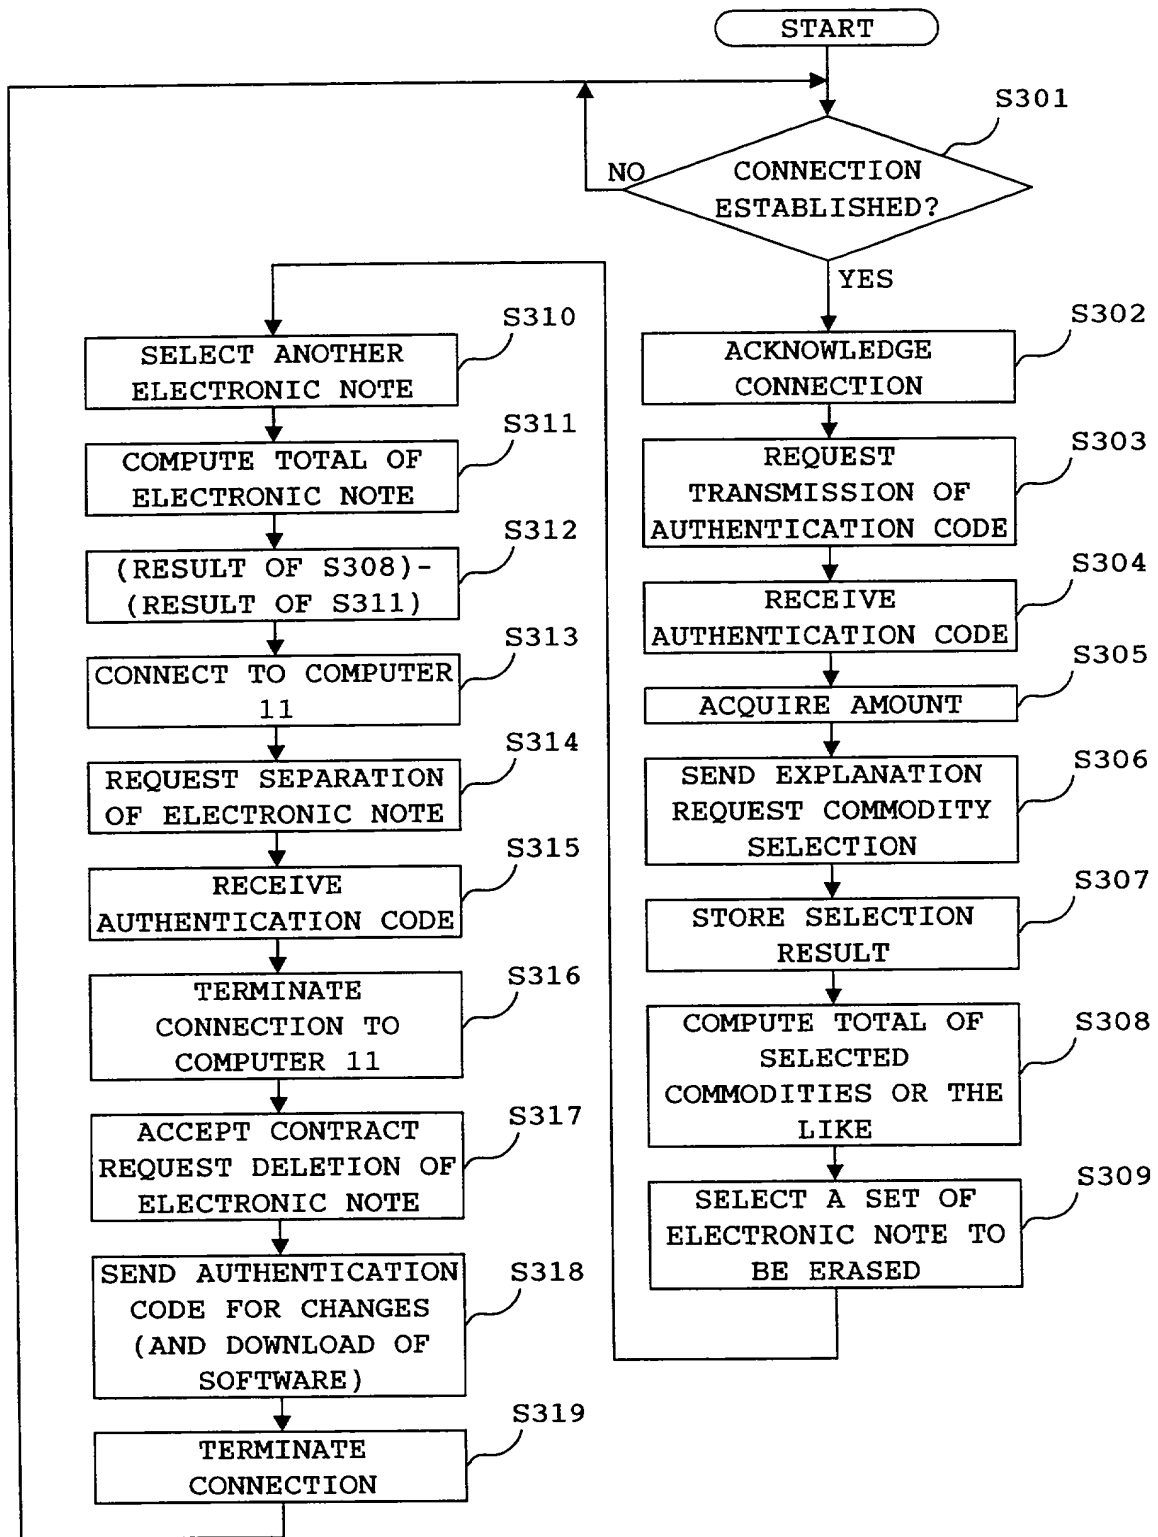 START
S301
CONNECTION
ESTABLISHED?
NO
YES
S302
ACKNOWLEDGE
CONNECTION
S303
REQUEST
TRANSMISSION OF
AUTHENTICATION CODE
S304
RECEIVE
AUTHENTICATION CODE
S305
ACQUIRE AMOUNT
S306
SEND EXPLANATION
REQUEST COMMODITY
SELECTION
S307
STORE SELECTION
RESULT
S308
COMPUTE TOTAL OF
SELECTED
COMMODITIES OR THE
LIKE
S309
SELECT A SET OF
ELECTRONIC NOTE TO
BE ERASED
S310
SELECT ANOTHER
ELECTRONIC NOTE
S311
COMPUTE TOTAL OF
ELECTRONIC NOTE
S312
(RESULT OF S308)-
(RESULT OF S311)
S313
CONNECT TO COMPUTER
11
S314
REQUEST SEPARATION
OF ELECTRONIC NOTE
S315
RECEIVE
AUTHENTICATION CODE
S316
TERMINATE
CONNECTION TO
COMPUTER 11
S317
ACCEPT CONTRACT
REQUEST DELETION OF
ELECTRONIC NOTE
S318
SEND AUTHENTICATION
CODE FOR CHANGES
(AND DOWNLOAD OF
SOFTWARE)
S319
TERMINATE
CONNECTION